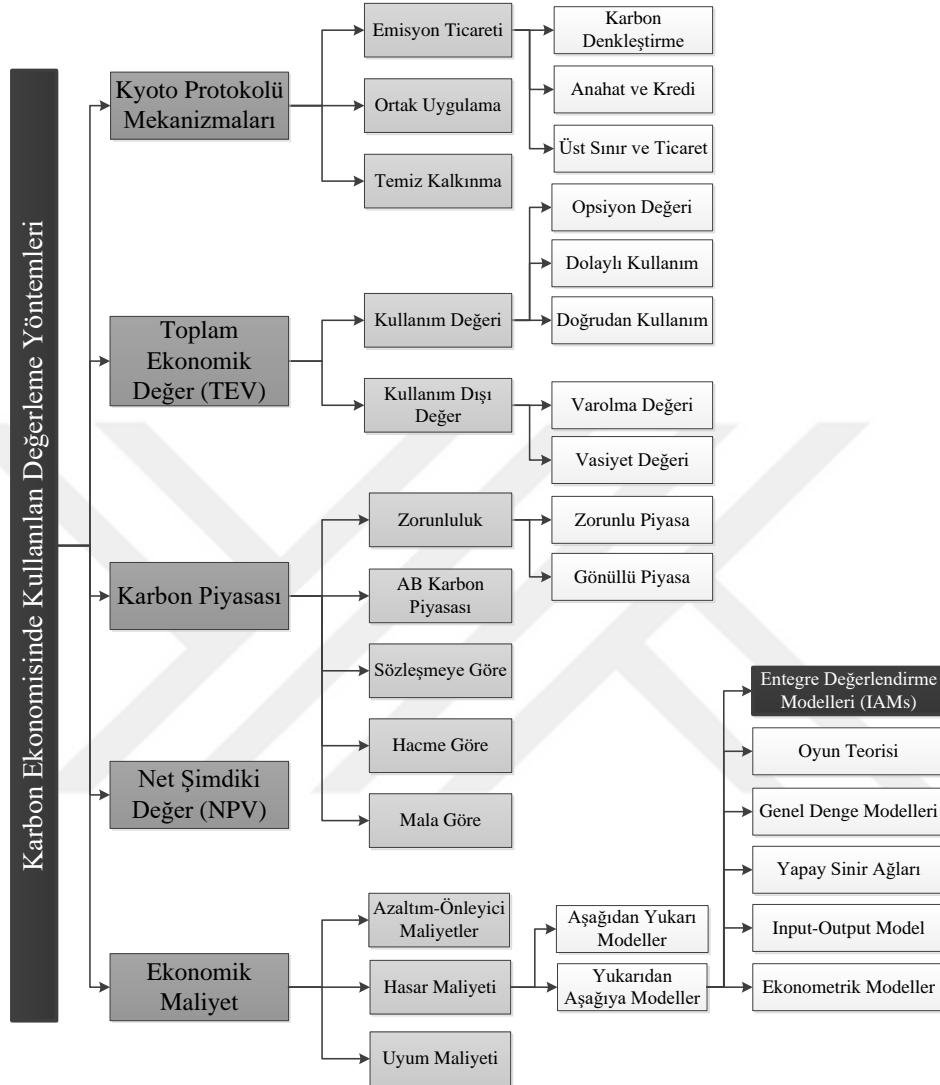 Karbon Ekonomisinde Kullanılan Değerleme Yöntemleri
Kyoto Protokolü
Mekanizmaları
Emisyon Ticareti
Karbon
Denkleştirme
Anahat ve Kredi
Üst Sınır ve Ticaret
Ortak Uygulama
Temiz Kalkınma
Toplam
Ekonomik
Değer (TEV)
Kullanım Değeri
Opsiyon Değeri
Dolaylı Kullanım
Doğrudan Kullanım
Kullanım Dışı
Değer
Varolma Değeri
Vasiyet Değeri
Karbon Piyasası
Zorunluluk
Zorunlu Piyasa
Gönüllü Piyasa
AB Karbon
Piyasası
Sözleşmeye Göre
Hacme Göre
Mala Göre
Net Şimdiki
Değer (NPV)
Ekonomik
Maliyet
Azaltım-Önleyici
Maliyetler
Hasar Maliyeti
Aşağıdan Yukarı
Modeller
Yukarıdan
Aşağıya Modeller
Entegre Değerlendirme
Modelleri (IAMs)
Oyun Teorisi
Genel Denge Modelleri
Yapay Sinir Ağları
Input-Output Model
Ekonometrik Modeller
Uyum Maliyeti